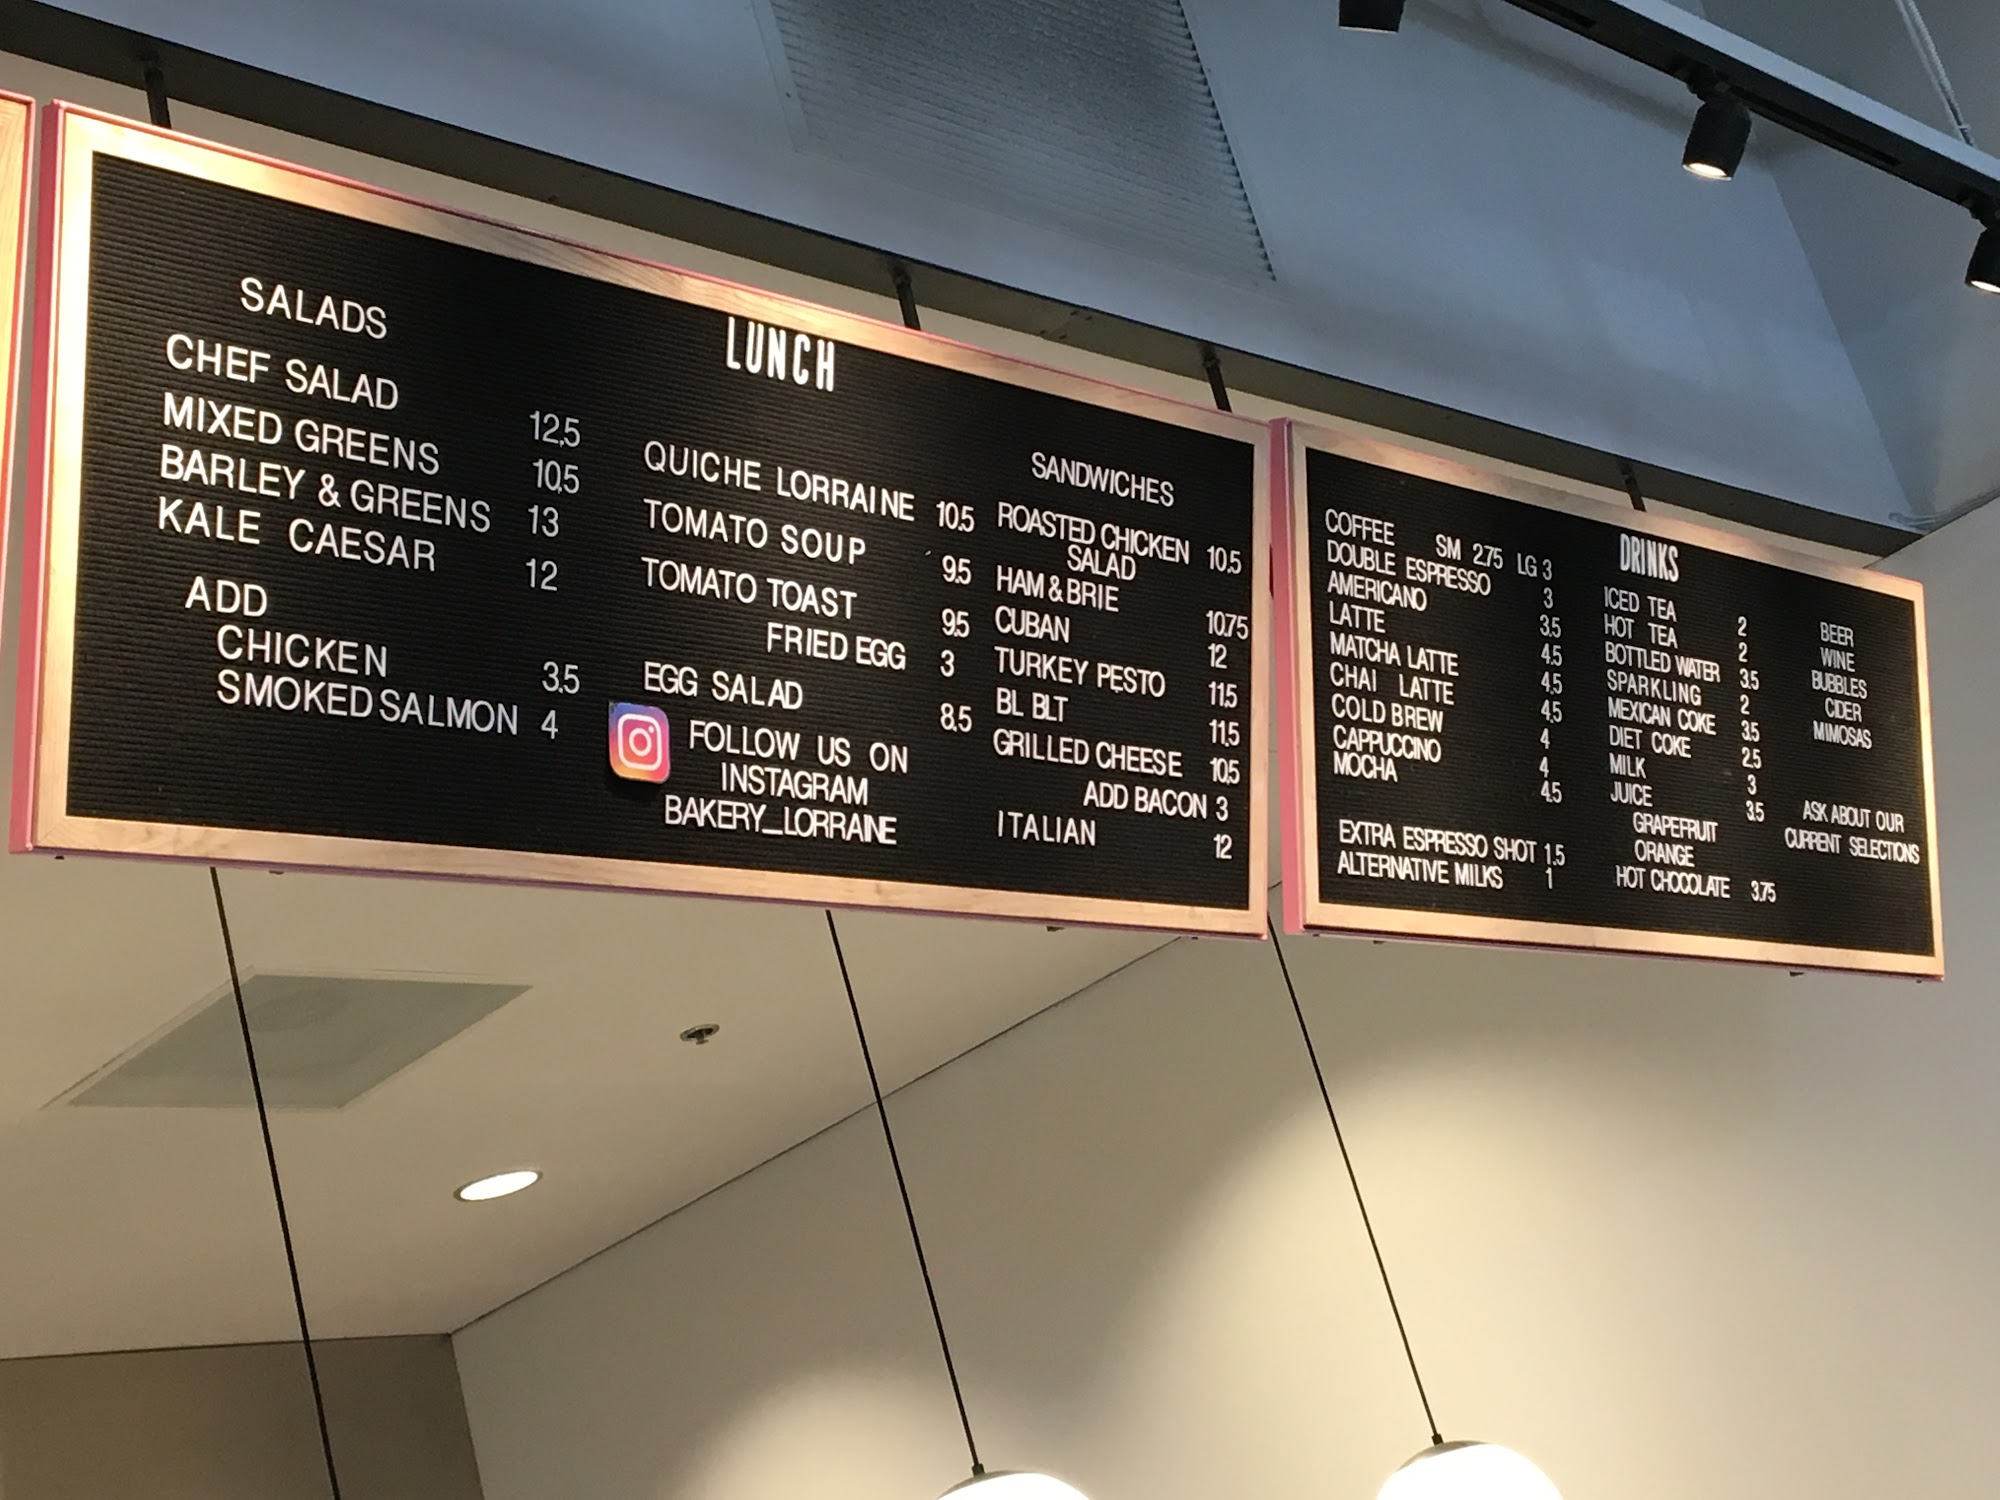 SALADS
CHEF SALAD 12.5
MIXED GREENS 10.5
BARLEY & GREENS 13
KALE CAESAR 12
ADD
CHICKEN 3.5
SMOKED SALMON 4
LUNCH
QUICHE LORRAINE 10.5
TOMATO SOUP 9.5
TOMATO TOAST 9.5
FRIED EGG 3
EGG SALAD 8.5
FOLLOW US ON
INSTAGRAM
BAKERY_LORRAINE
SANDWICHES
ROASTED CHICKEN 10.5
SALAD
HAM & BRIE 10.75
CUBAN 12
TURKEY PESTO 11.5
BL BLT 11.5
GRILLED CHEESE 10.5
ADD BACON 3
ITALIAN 12
DRINKS
COFFEE SM 2.75 LG 3
DOUBLE ESPRESSO 3
AMERICANO 3.5
LATTE 4.5
MATCHA LATTE 4.5
CHAI LATTE 4.5
COLD BREW 4
CAPPUCCINO 4
MOCHA 4.5
EXTRA ESPRESSO SHOT 1.5
ALTERNATIVE MILKS 1
ICED TEA 2
HOT TEA 2
BOTTLED WATER 3.5
SPARKLING 2
MEXICAN COKE 3.5
DIET COKE 2.5
MILK 3
JUICE 3.5
GRAPEFRUIT
ORANGE
HOT CHOCOLATE 3.75
BEER
WINE
BUBBLES
CIDER
MIMOSAS
ASK ABOUT OUR
CURRENT SELECTIONS